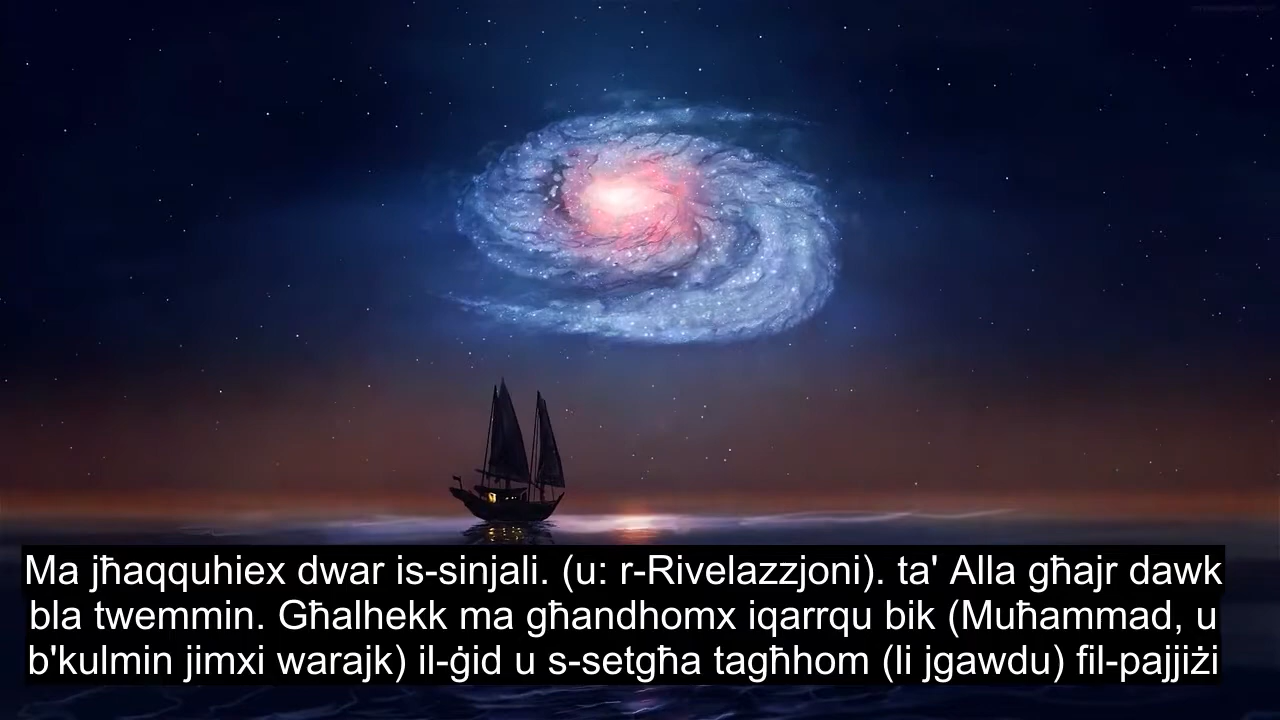 Ma jħaqquhiex dwar is-sinjali. (u: r-Rivelazzjoni). ta' Alla għajr dawk
bla twemmin. Għalhekk ma għandhomx iqarrqu bik (Muħammad, u
b'kulmin jimxi warajk) il-ġid u s-setgħa tagħhom (li jgawdu) fil-pajjiżi